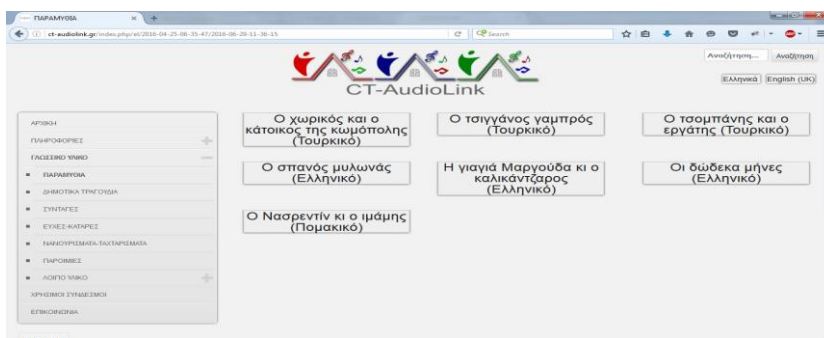 ΠΑΡΑΜΥΘΙΑ
ct-audiolink.gr/index.php/el/2016-04-25-08-35-47/2016-06-29-11-36-15
Search
Αναζήτηση...
Αναζήτηση
Ελληνικά
English (UK)
CT-AudioLink
ΑΡΧΙΚΗ
ΠΛΗΡΟΦΟΡΙΕΣ
ΓΛΩΣΣΙΚΟ ΥΛΙΚΟ
ΠΑΡΑΜΥΘΙΑ
ΔΗΜΟΤΙΚΑ ΤΡΑΓΟΥΔΙΑ
ΣΥΝΤΑΓΕΣ
ΕΥΧΕΣ-ΚΑΤΑΡΕΣ
ΝΑΝΟΥΡΙΣΜΑΤΑ-ΤΑΧΤΑΡΙΣΜΑΤΑ
ΠΑΡΟΙΜΙΕΣ
ΛΟΙΠΟ ΥΛΙΚΟ
ΧΡΗΣΙΜΟΙ ΣΥΝΔΕΣΜΟΙ
ΕΠΙΚΟΙΝΩΝΙΑ
Ο χωρικός και ο
κάτοικος της κωμόπολης
(Τουρκικό)
Ο τσιγγάνος γαμπρός
(Τουρκικό)
Ο τσομπάνης και ο
εργάτης (Τουρκικό)
Ο σπανός μυλωνάς
(Ελληνικό)
Η γιαγιά Μαργούδα κι ο
καλικάντζαρος
(Ελληνικό)
Οι δώδεκα μήνες
(Ελληνικό)
Ο Νασρεντίν κι ο ιμάμης
(Πομακικό)